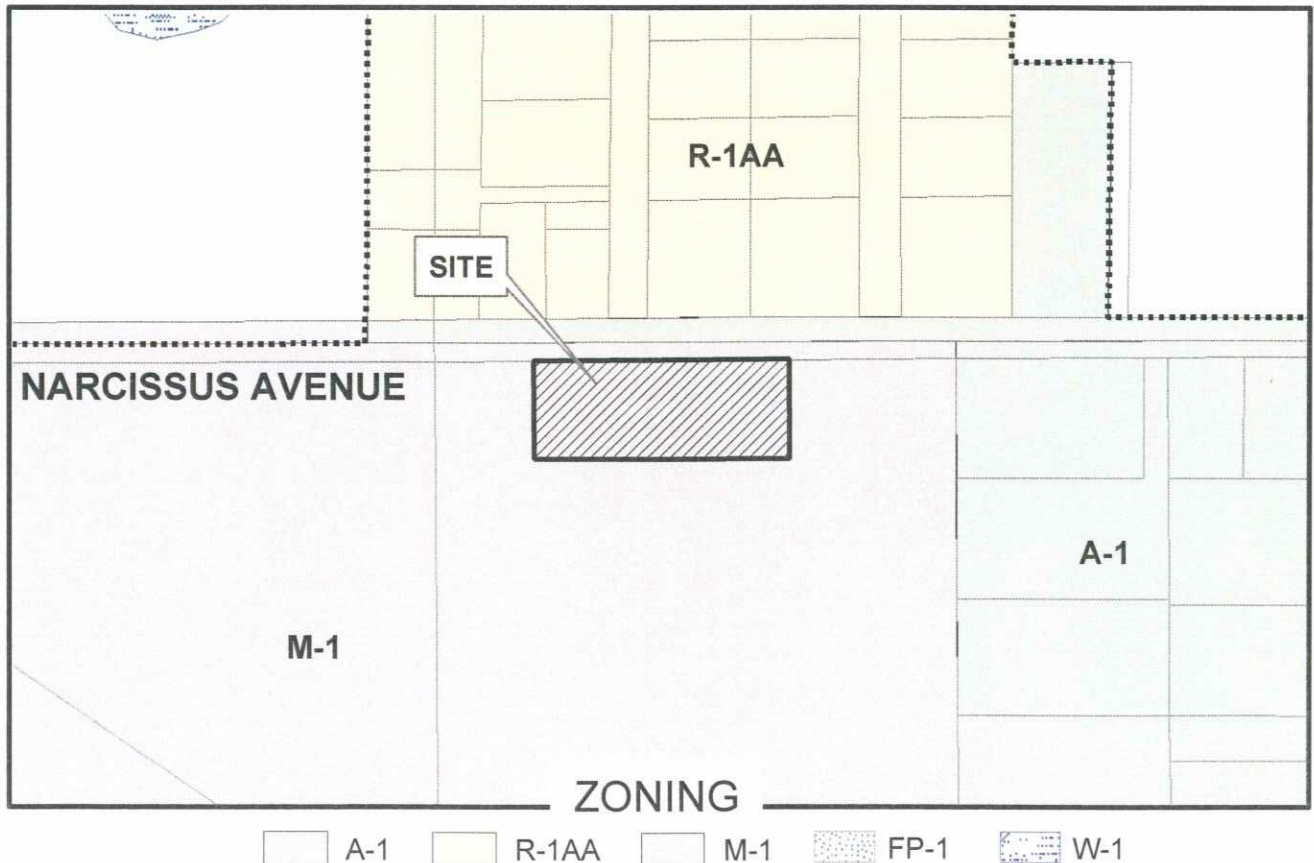 R-1AA
SITE
NARCISSUS AVENUE
A-1
M-1
ZONING
A-1 R-1AA M-1 FP-1 W-1